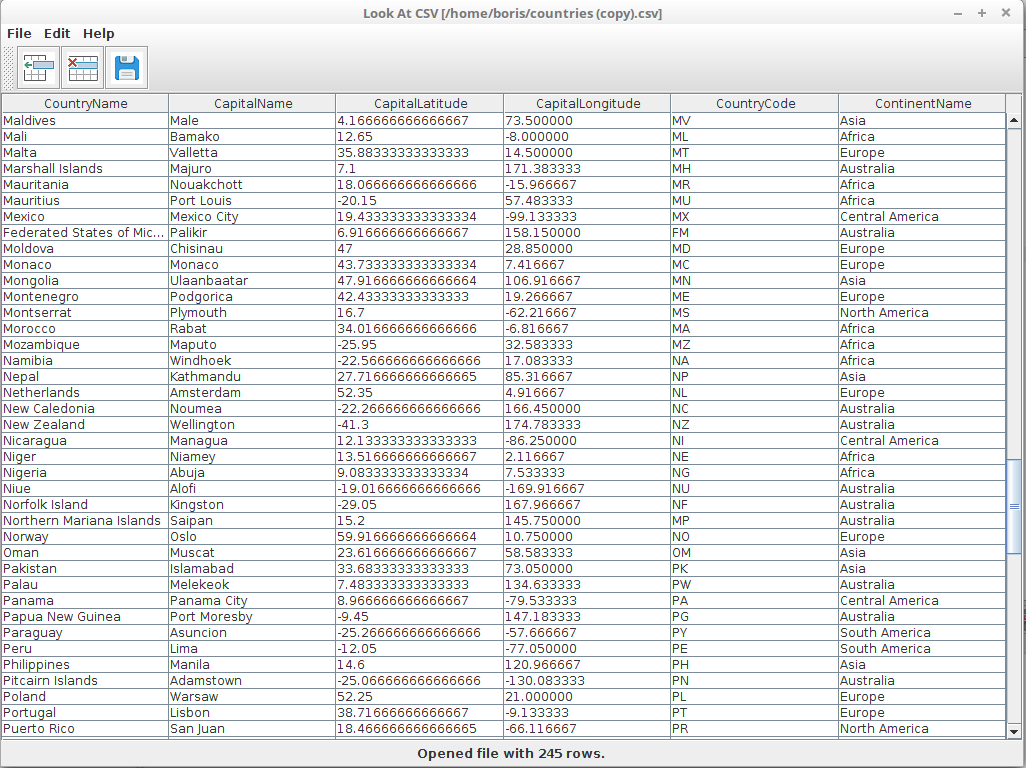 Look At CSV [/home/boris/countries (copy).csv]
File Edit Help
CountryName CapitalName CapitalLatitude CapitalLongitude CountryCode ContinentName
Maldives Male 4.166666666666667 73.500000 MV Asia
Mali Bamako 12.65 -8.000000 ML Africa
Malta Valletta 35.88333333333333 14.500000 MT Europe
Marshall Islands Majuro 7.1 171.383333 MH Australia
Mauritania Nouakchott 18.066666666666666 -15.966667 MR Africa
Mauritius Port Louis -20.15 57.483333 MU Africa
Mexico Mexico City 19.433333333333334 -99.133333 MX Central America
Federated States of Mic... Palikir 6.916666666666667 158.150000 FM Australia
Moldova Chisinau 47 28.850000 MD Europe
Monaco Monaco 43.733333333333334 7.416667 MC Europe
Mongolia Ulaanbaatar 47.916666666666664 106.916667 MN Asia
Montenegro Podgorica 42.43333333333333 19.266667 ME Europe
Montserrat Plymouth 16.7 -62.216667 MS North America
Morocco Rabat 34.016666666666666 -6.816667 MA Africa
Mozambique Maputo -25.95 32.583333 MZ Africa
Namibia Windhoek -22.566666666666666 17.083333 NA Africa
Nepal Kathmandu 27.716666666666665 85.316667 NP Asia
Netherlands Amsterdam 52.35 4.916667 NL Europe
New Caledonia Noumea -22.266666666666666 166.450000 NC Australia
New Zealand Wellington -41.3 174.783333 NZ Australia
Nicaragua Managua 12.133333333333333 -86.250000 NI Central America
Niger Niamey 13.516666666666667 2.116667 NE Africa
Nigeria Abuja 9.083333333333334 7.533333 NG Africa
Niue Alofi -19.016666666666666 -169.916667 NU Australia
Norfolk Island Kingston -29.05 167.966667 NF Australia
Northern Mariana Islands Saipan 15.2 145.750000 MP Australia
Norway Oslo 59.916666666666664 10.750000 NO Europe
Oman Muscat 23.616666666666667 58.583333 OM Asia
Pakistan Islamabad 33.68333333333333 73.050000 PK Asia
Palau Melekeok 7.483333333333333 134.633333 PW Australia
Panama Panama City 8.966666666666667 -79.533333 PA Central America
Papua New Guinea Port Moresby -9.45 147.183333 PG Australia
Paraguay Asuncion -25.266666666666666 -57.666667 PY South America
Peru Lima -12.05 -77.050000 PE South America
Philippines Manila 14.6 120.966667 PH Asia
Pitcairn Islands Adamstown -25.066666666666666 -130.083333 PN Australia
Poland Warsaw 52.25 21.000000 PL Europe
Portugal Lisbon 38.71666666666667 -9.133333 PT Europe
Puerto Rico San Juan 18.466666666666665 -66.116667 PR North America
Opened file with 245 rows.